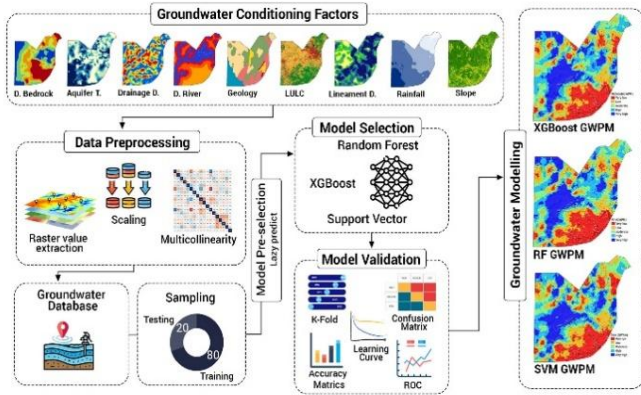 Groundwater Conditioning Factors
D. Bedrock
Aquifer T.
Drainage D.
D. River
Geology
LULC
Lineament D.
Rainfall
Slope
Data Preprocessing
Raster value
extraction
Scaling
Multicollinearity
Groundwater
Database
Sampling
Testing
20
80
Training
Model Pre-selection
Lazy predict
Model Selection
Random Forest
XGBoost
Support Vector
Model Validation
K-Fold
Confusion
Matrix
Learning
Curve
Accuracy
Matrics
ROC
Groundwater Modelling
XGBoost GWPM
RF GWPM
SVM GWPM